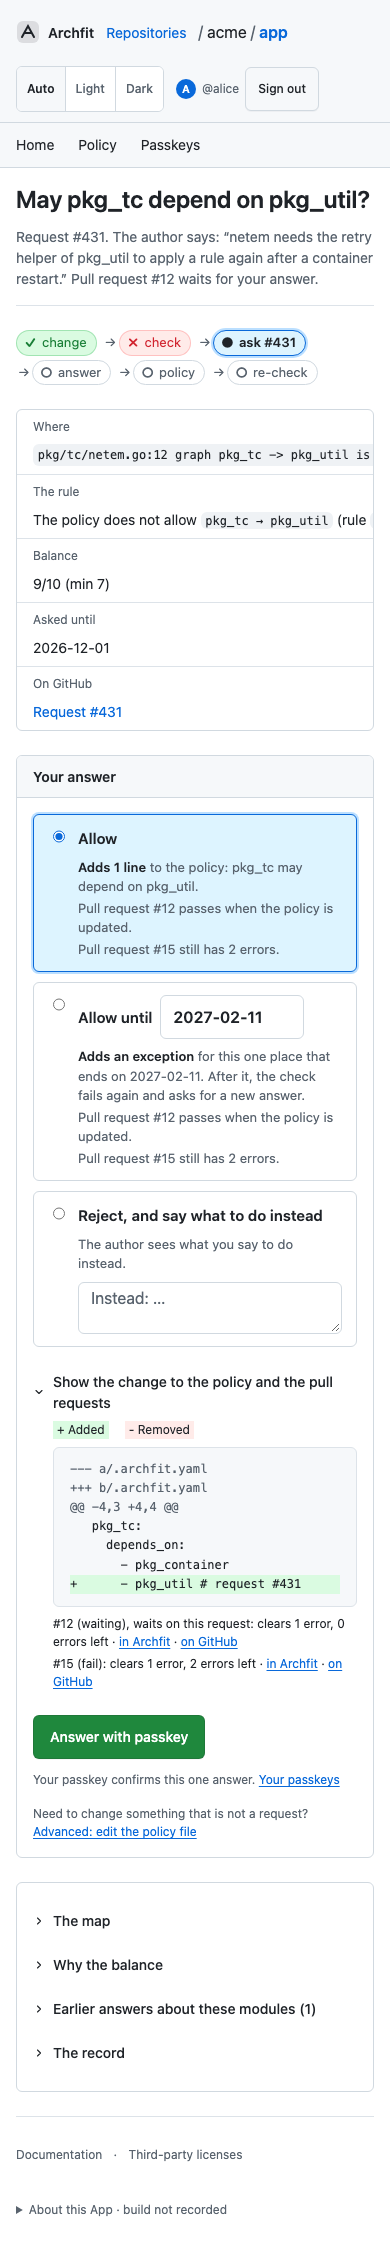 Archfit Repositories / acme / app
Auto Light Dark A @alice Sign out
Home Policy Passkeys
May pkg_tc depend on pkg_util?
Request #431. The author says: “netem needs the retry
helper of pkg_util to apply a rule again after a container
restart.” Pull request #12 waits for your answer.
change → check → ask #431
→ answer → policy → re-check
Where
pkg/tc/netem.go:12 graph pkg_tc -> pkg_util is
The rule
The policy does not allow pkg_tc → pkg_util (rule
Balance
9/10 (min 7)
Asked until
2026-12-01
On GitHub
Request #431
Your answer
Allow
Adds 1 line to the policy: pkg_tc may
depend on pkg_util.
Pull request #12 passes when the policy is
updated.
Pull request #15 still has 2 errors.
Allow until 2027-02-11
Adds an exception for this one place that
ends on 2027-02-11. After it, the check
fails again and asks for a new answer.
Pull request #12 passes when the policy is
updated.
Pull request #15 still has 2 errors.
Reject, and say what to do instead
The author sees what you say to do
instead.
Instead: ...
Show the change to the policy and the pull
requests
+ Added - Removed
--- a/.archfit.yaml
+++ b/.archfit.yaml
@@ -4,3 +4,4 @@
pkg_tc:
depends_on:
- pkg_container
+ - pkg_util # request #431
#12 (waiting), waits on this request: clears 1 error, 0
errors left · in Archfit · on GitHub
#15 (fail): clears 1 error, 2 errors left · in Archfit · on
GitHub
Answer with passkey
Your passkey confirms this one answer. Your passkeys
Need to change something that is not a request?
Advanced: edit the policy file
The map
Why the balance
Earlier answers about these modules (1)
The record
Documentation · Third-party licenses
About this App · build not recorded